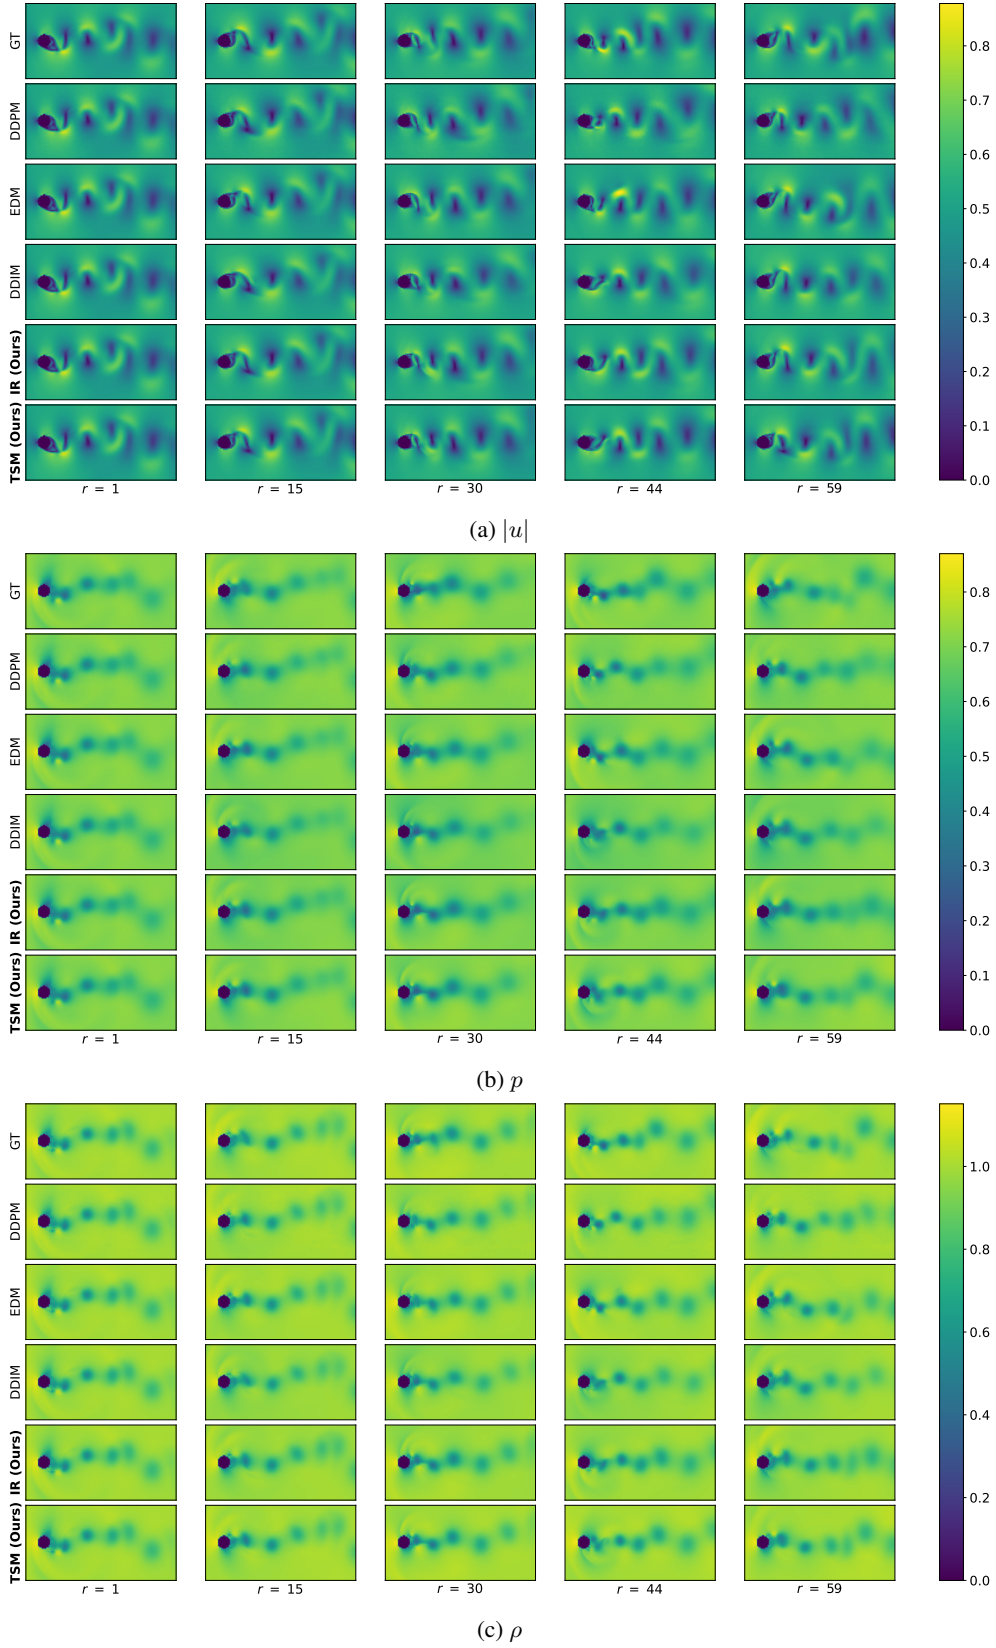 GT
DDPM
EDM
DDIM
IR (Ours)
TSM (Ours)
r = 1 r = 15 r = 30 r = 44 r = 59
0.8
0.7
0.6
0.5
0.4
0.3
0.2
0.1
0.0
(a) |u|
GT
DDPM
EDM
DDIM
IR (Ours)
TSM (Ours)
r = 1 r = 15 r = 30 r = 44 r = 59
0.8
0.7
0.6
0.5
0.4
0.3
0.2
0.1
0.0
(b) p
GT
DDPM
EDM
DDIM
IR (Ours)
TSM (Ours)
r = 1 r = 15 r = 30 r = 44 r = 59
1.0
0.8
0.6
0.4
0.2
0.0
(c) ρ